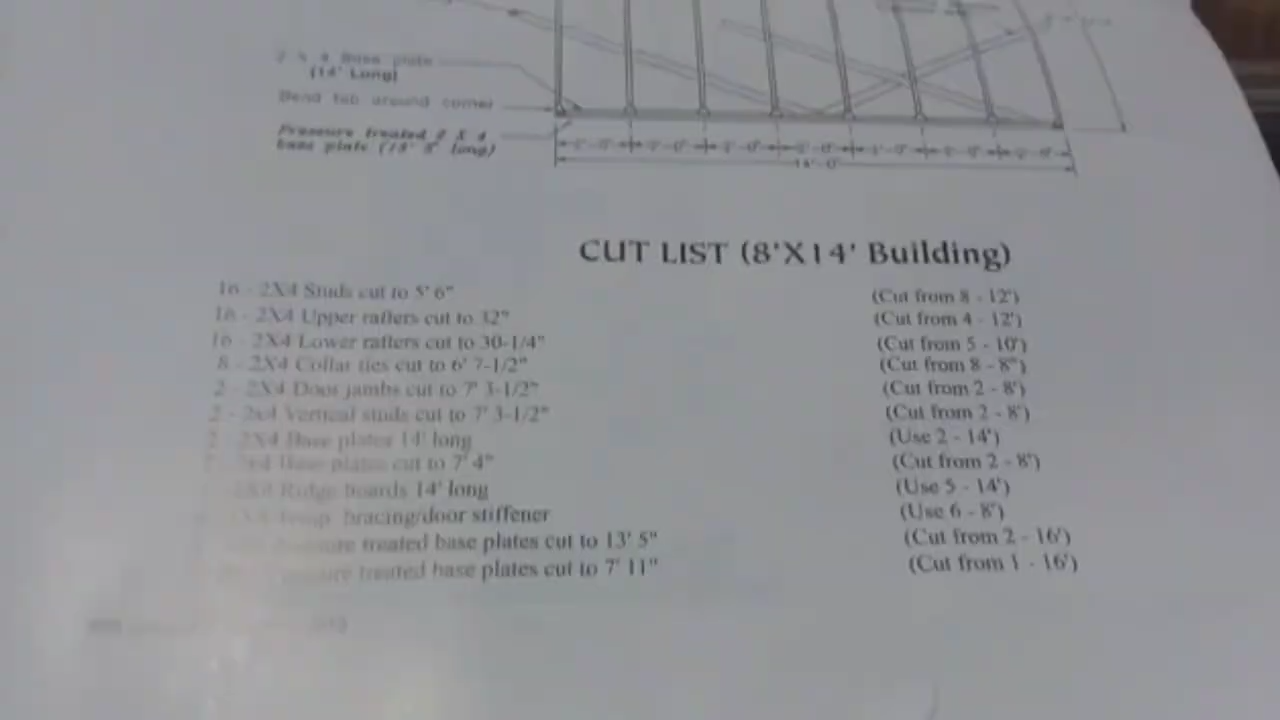 2 X 4 Base plate
(14' Long)
Bend tab around corner
Pressure treated 2 X 4
base plate (13' 5" long)
14'-0"
CUT LIST (8'X14' Building)
16 - 2X4 Studs cut to 5' 6" (Cut from 8 - 12')
16 - 2X4 Upper rafters cut to 32" (Cut from 4 - 12')
16 - 2X4 Lower rafters cut to 30-1/4" (Cut from 5 - 10')
8 - 2X4 Collar ties cut to 6' 7-1/2" (Cut from 8 - 8")
2 - 2X4 Door jambs cut to 7' 3-1/2" (Cut from 2 - 8')
2 - 2x4 Vertical studs cut to 7' 3-1/2" (Cut from 2 - 8')
2 - 2X4 Base plates 14' long (Use 2 - 14')
Base plates cut to 7' 4" (Cut from 2 - 8')
2X4 Ridge boards 14' long (Use 5 - 14')
bracing/door stiffener (Use 6 - 8')
treated base plates cut to 13' 5" (Cut from 2 - 16')
treated base plates cut to 7' 11" (Cut from 1 - 16')